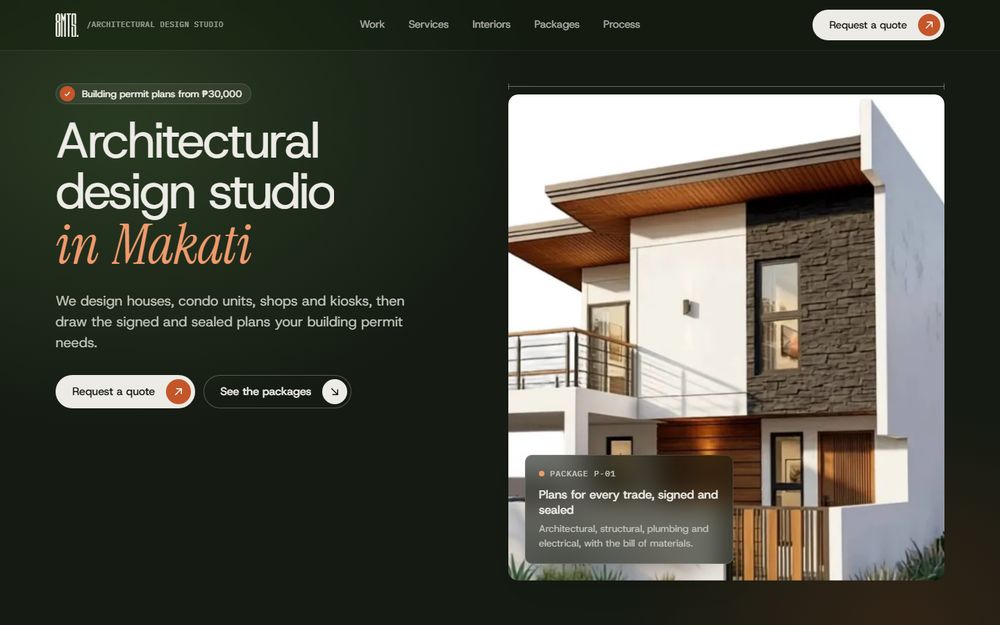 /ARCHITECTURAL DESIGN STUDIO
Work
Services
Interiors
Packages
Process
Request a quote
Building permit plans from ₱30,000
Architectural
design studio
in Makati
We design houses, condo units, shops and kiosks, then
draw the signed and sealed plans your building permit
needs.
Request a quote
See the packages
PACKAGE P-01
Plans for every trade, signed and
sealed
Architectural, structural, plumbing and
electrical, with the bill of materials.